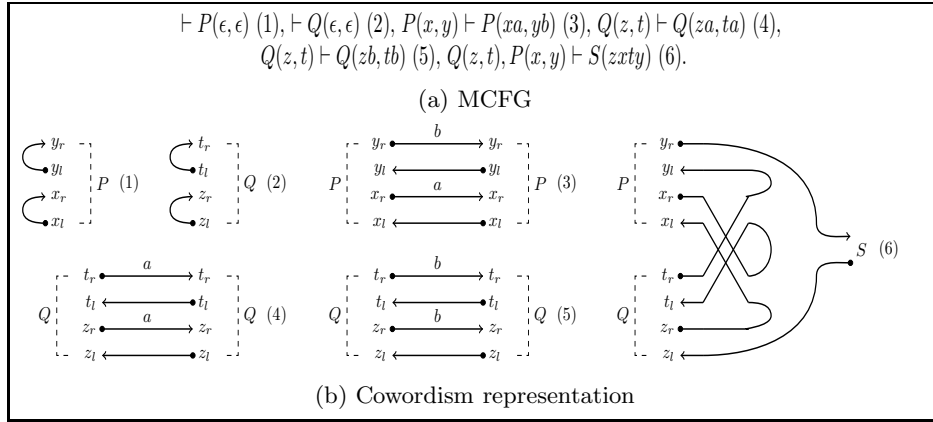 ⊢ P(ϵ, ϵ) (1), ⊢ Q(ϵ, ϵ) (2), P(x, y) ⊢ P(xa, yb) (3), Q(z, t) ⊢ Q(za, ta) (4),
Q(z, t) ⊢ Q(zb, tb) (5), Q(z, t), P(x, y) ⊢ S(zxty) (6).
(a) MCFG
y_r t_r y_r b y_r y_r
y_l t_l y_l y_l y_l
P (1) Q (2) P P (3) P
x_r z_r x_r a x_r x_r
x_l z_l x_l x_l x_l
S (6)
t_r a t_r t_r b t_r t_r
t_l t_l t_l t_l t_l
Q Q (4) Q Q (5) Q
z_r a z_r z_r b z_r z_r
z_l z_l z_l z_l z_l
(b) Cowordism representation